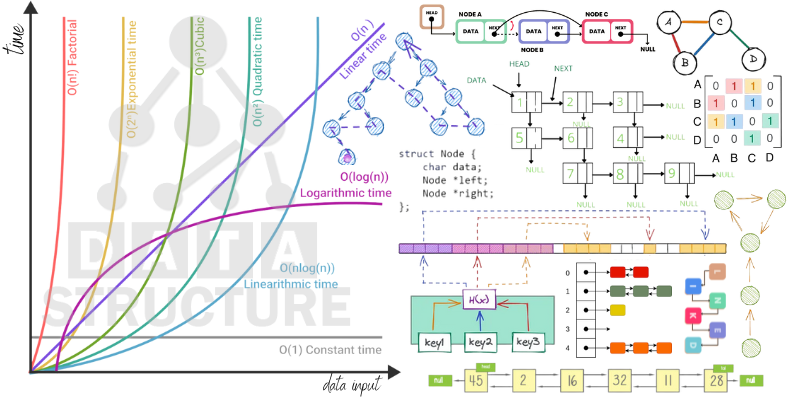 time
O(n!) Factorial
O(2ⁿ) Exponential time
O(n³) Cubic
O(n²) Quadratic time
O(n)
Linear time
O(log(n))
Logarithmic time
O(nlog(n))
Linearithmic time
O(1) Constant time
data input
DATA
STRUCTURE
HEAD
NODE A
NODE C
DATA
NEXT
DATA
NEXT
DATA
NEXT
NODE B
NULL
HEAD
DATA
NEXT
1
2
3
NULL
NULL
5
6
4
NULL
NULL
7
8
9
NULL
NULL
NULL
NULL
A
C
B
D
A 0 1 1 0
B 1 0 1 0
C 1 1 0 1
D 0 0 1 0
A B C D
struct Node {
char data;
Node *left;
Node *right;
};
H(x)
key1
key2
key3
0
1
2
3
4
null
head
45
2
16
32
11
28
null